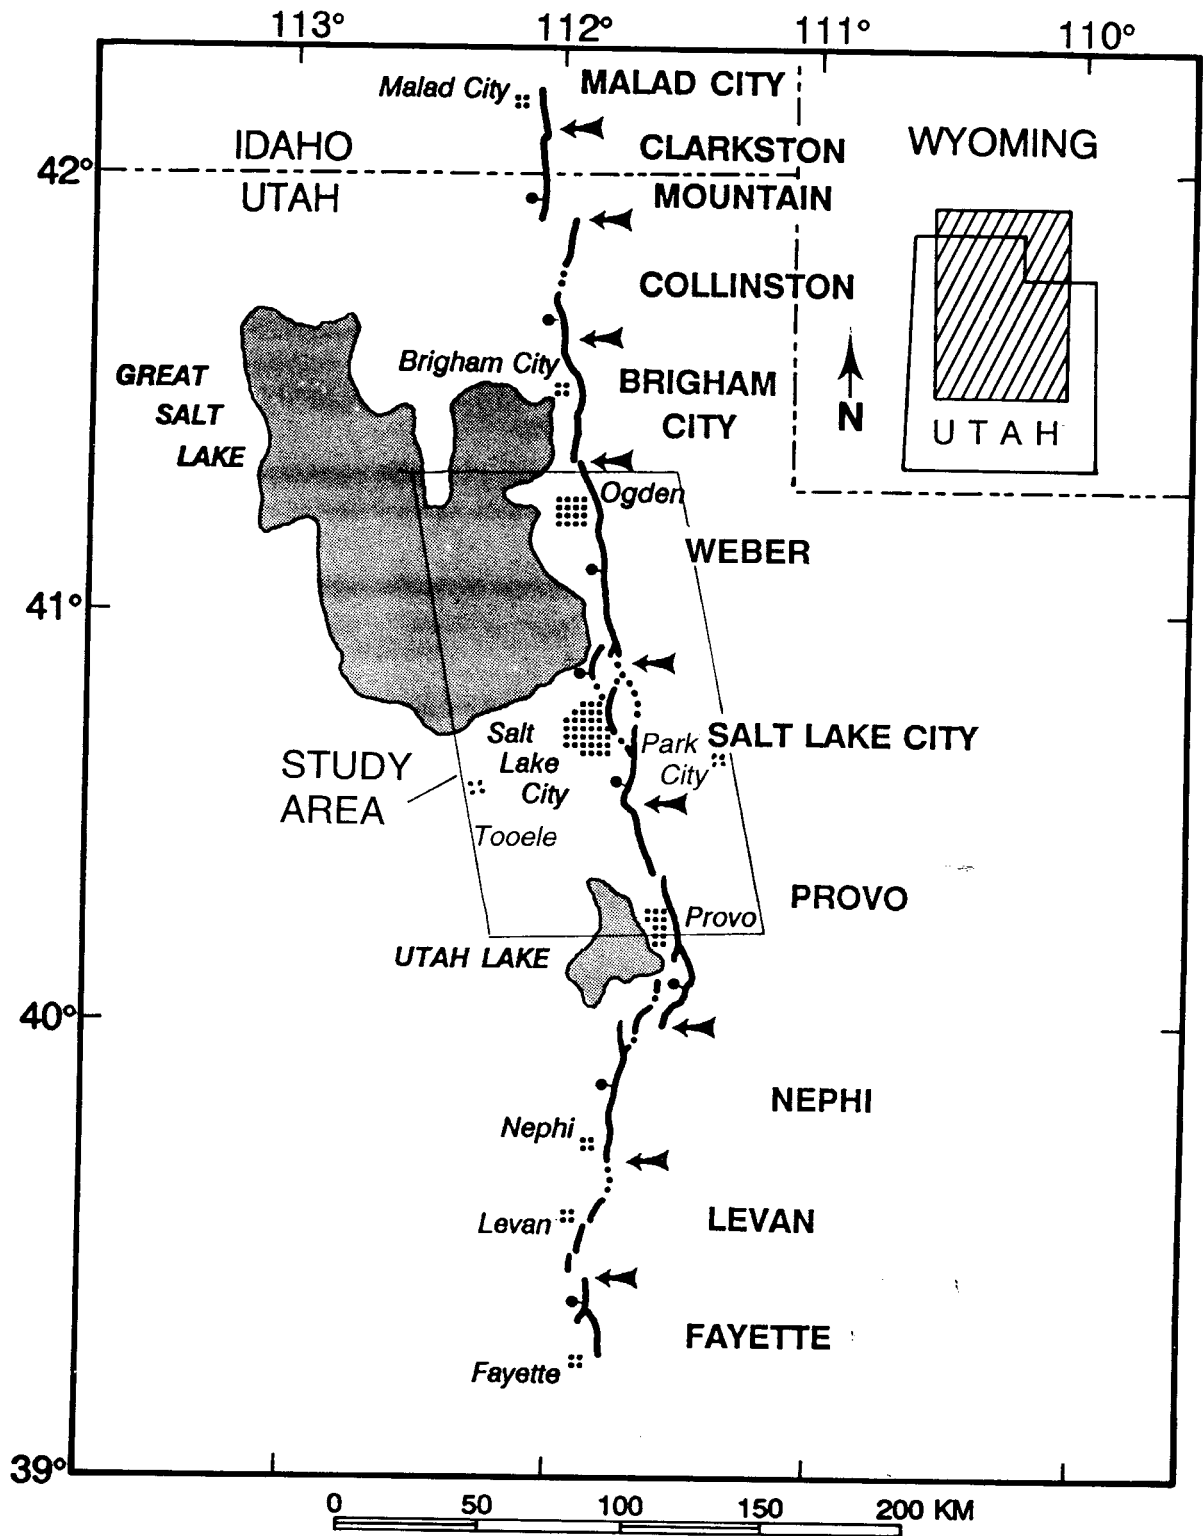 113° 112° 111° 110°
Malad City
MALAD CITY
IDAHO
CLARKSTON
MOUNTAIN
WYOMING
42°
UTAH
COLLINSTON
GREAT
SALT
LAKE
Brigham City
BRIGHAM
CITY
N
UTAH
Ogden
WEBER
41°
Salt
Lake
City
Park
City
SALT LAKE CITY
STUDY
AREA
Tooele
PROVO
Provo
UTAH LAKE
40°
NEPHI
Nephi
Levan
LEVAN
FAYETTE
Fayette
39°
0 50 100 150 200 KM